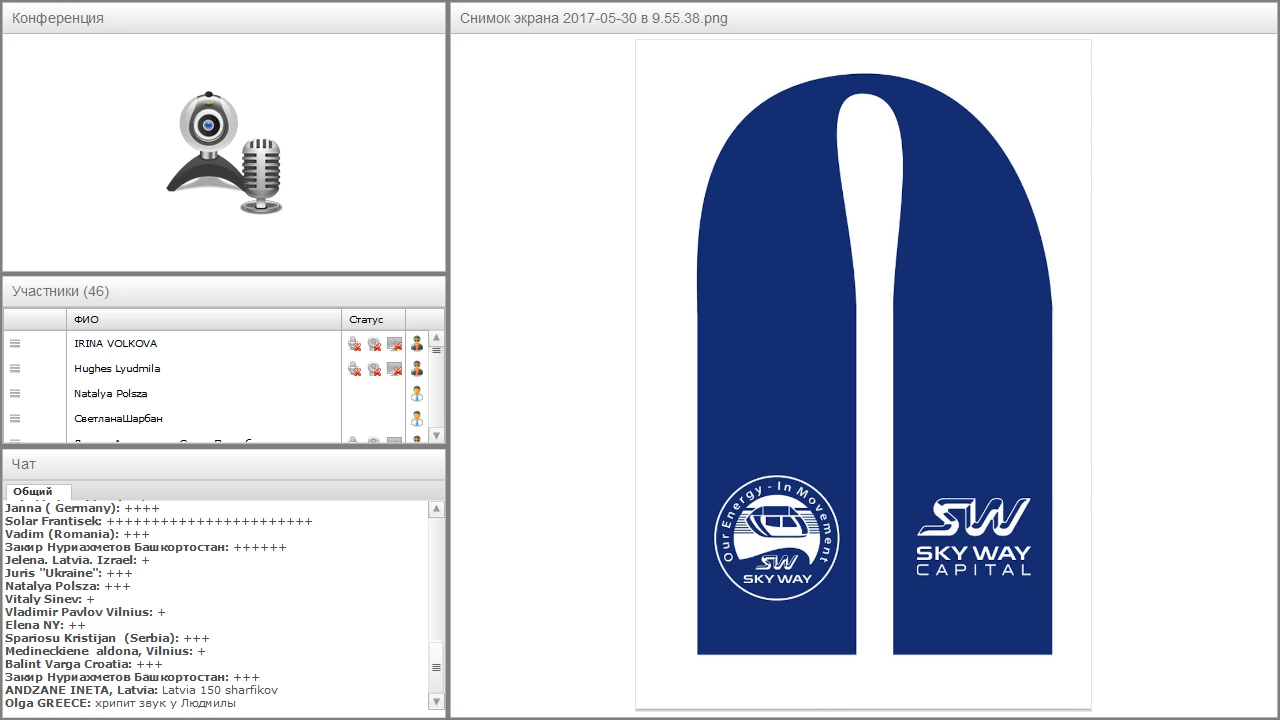 Конференция
Снимок экрана 2017-05-30 в 9.55.38.png
Участники (46)
ФИО
Статус
IRINA VOLKOVA
Hughes Lyudmila
Natalya Polsza
СветланаШарбан
Чат
Общий
Janna ( Germany): ++++
Solar Frantisek: +++++++++++++++++++++++
Vadim (Romania): +++
Закир Нуриахметов Башкортостан: ++++++
Jelena. Latvia. Izrael: +
Juris "Ukraine": +++
Natalya Polsza: +++
Vitaly Sinev: +
Vladimir Pavlov Vilnius: +
Elena NY: ++
Spariosu Kristijan (Serbia): +++
Medineckiene aldona, Vilnius: +
Balint Varga Croatia: +++
Закир Нуриахметов Башкортостан: +++
ANDZANE INETA, Latvia: Latvia 150 sharfikov
Olga GREECE: хрипит звук у Людмилы
Our Energy - In Movement
SW
SKY WAY
SW
SKY WAY
CAPITAL